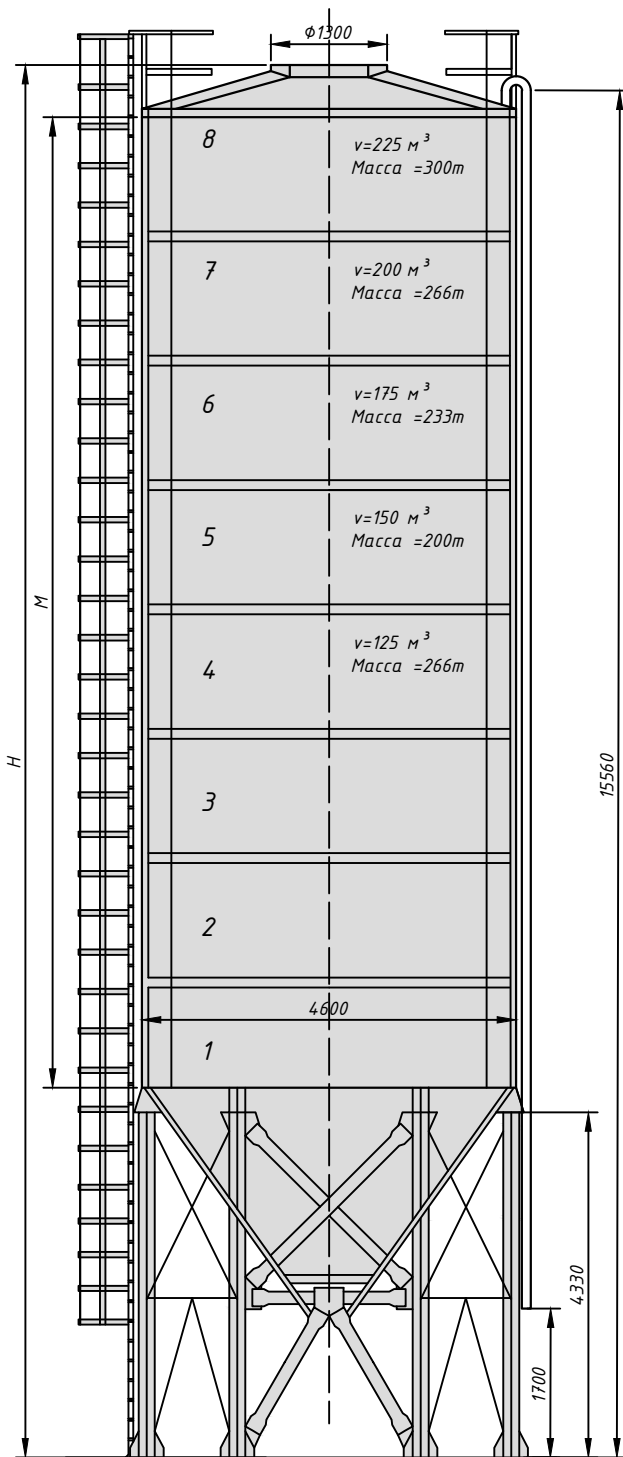 Ф1300
8
v=225 м³
Масса =300т
7
v=200 м³
Масса =266т
6
v=175 м³
Масса =233т
5
v=150 м³
Масса =200т
М
4
v=125 м³
Масса =266т
Н
15560
3
2
4600
1
4330
1700